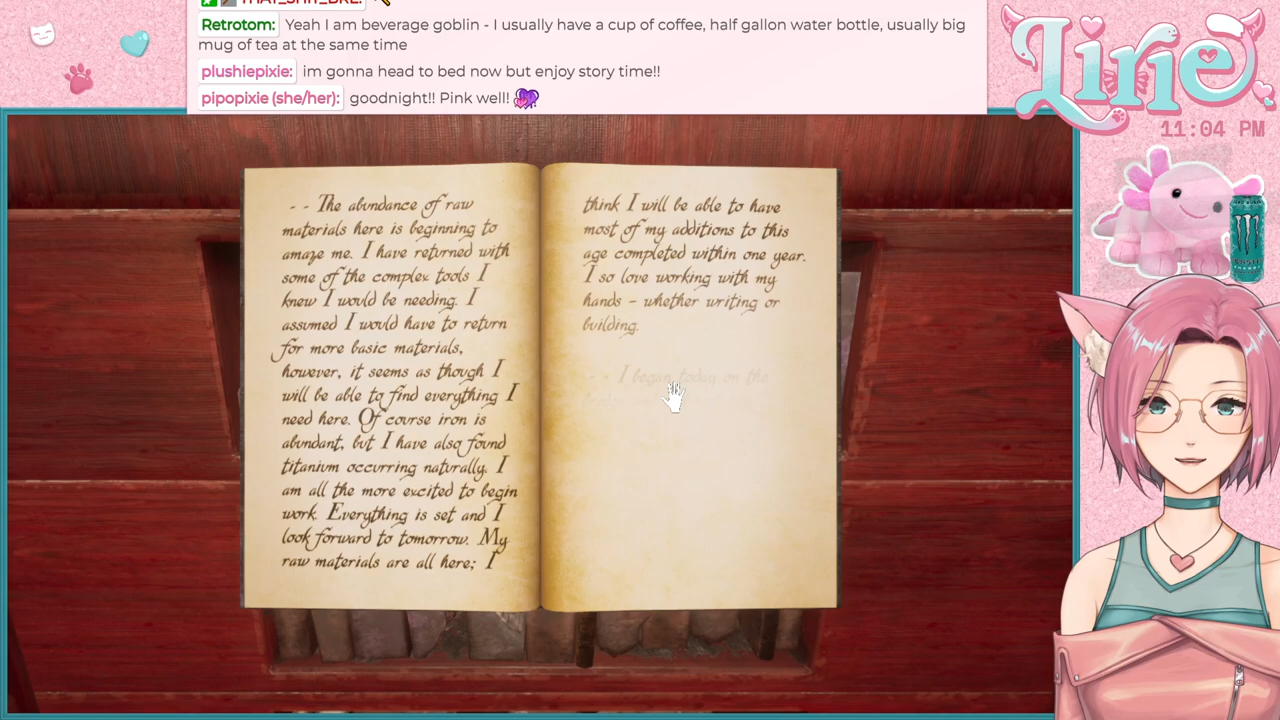 Retrotom: Yeah I am beverage goblin - I usually have a cup of coffee, half gallon water bottle, usually big
mug of tea at the same time
plushiepixie: im gonna head to bed now but enjoy story time!!
pipopixie (she/her): goodnight!! Pink well!
Lirie
11:04 PM
- - The abundance of raw
materials here is beginning to
amaze me. I have returned with
some of the complex tools I
knew I would be needing. I
assumed I would have to return
for more basic materials,
however, it seems as though I
will be able to find everything I
need here. Of course iron is
abundant, but I have also found
titanium occurring naturally. I
am all the more excited to begin
work. Everything is set and I
look forward to tomorrow. My
raw materials are all here; I
think I will be able to have
most of my additions to this
age completed within one year.
I so love working with my
hands - whether writing or
building.
- - I began today on the